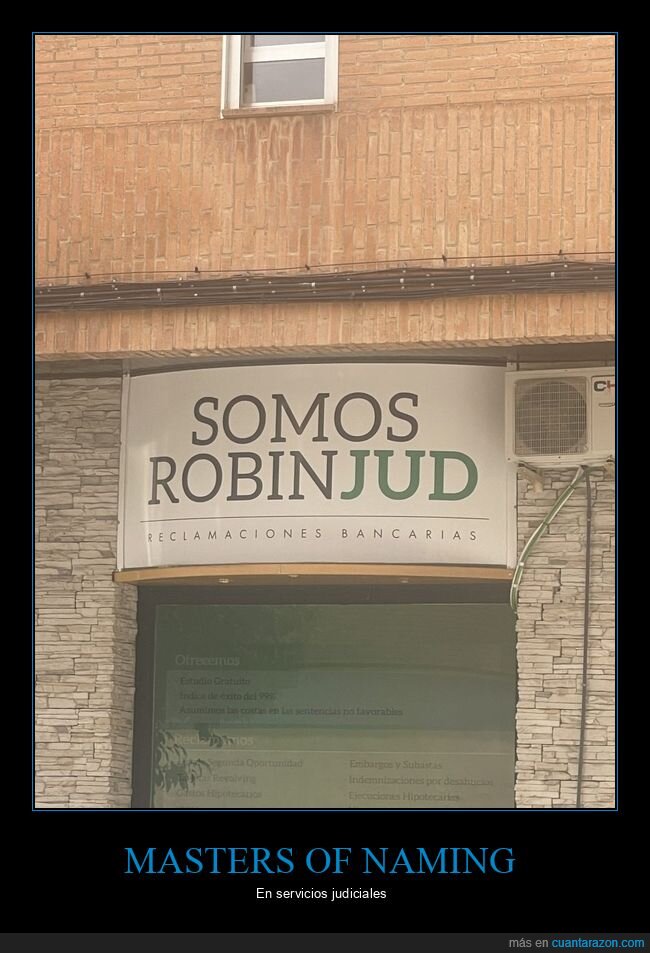 SOMOS
ROBINJUD
RECLAMACIONES BANCARIAS
Ofrecemos
- Estudio Gratuito
- Índice de éxito del 99%
- Asumimos las costas en las sentencias no favorables
Segunda Oportunidad
- Embargos y Subastas
Revolving
- Indemnizaciones por desahucios
Hipotecarios
- Ejecuciones Hipotecarias
MASTERS OF NAMING
En servicios judiciales
más en cuantarazon.com